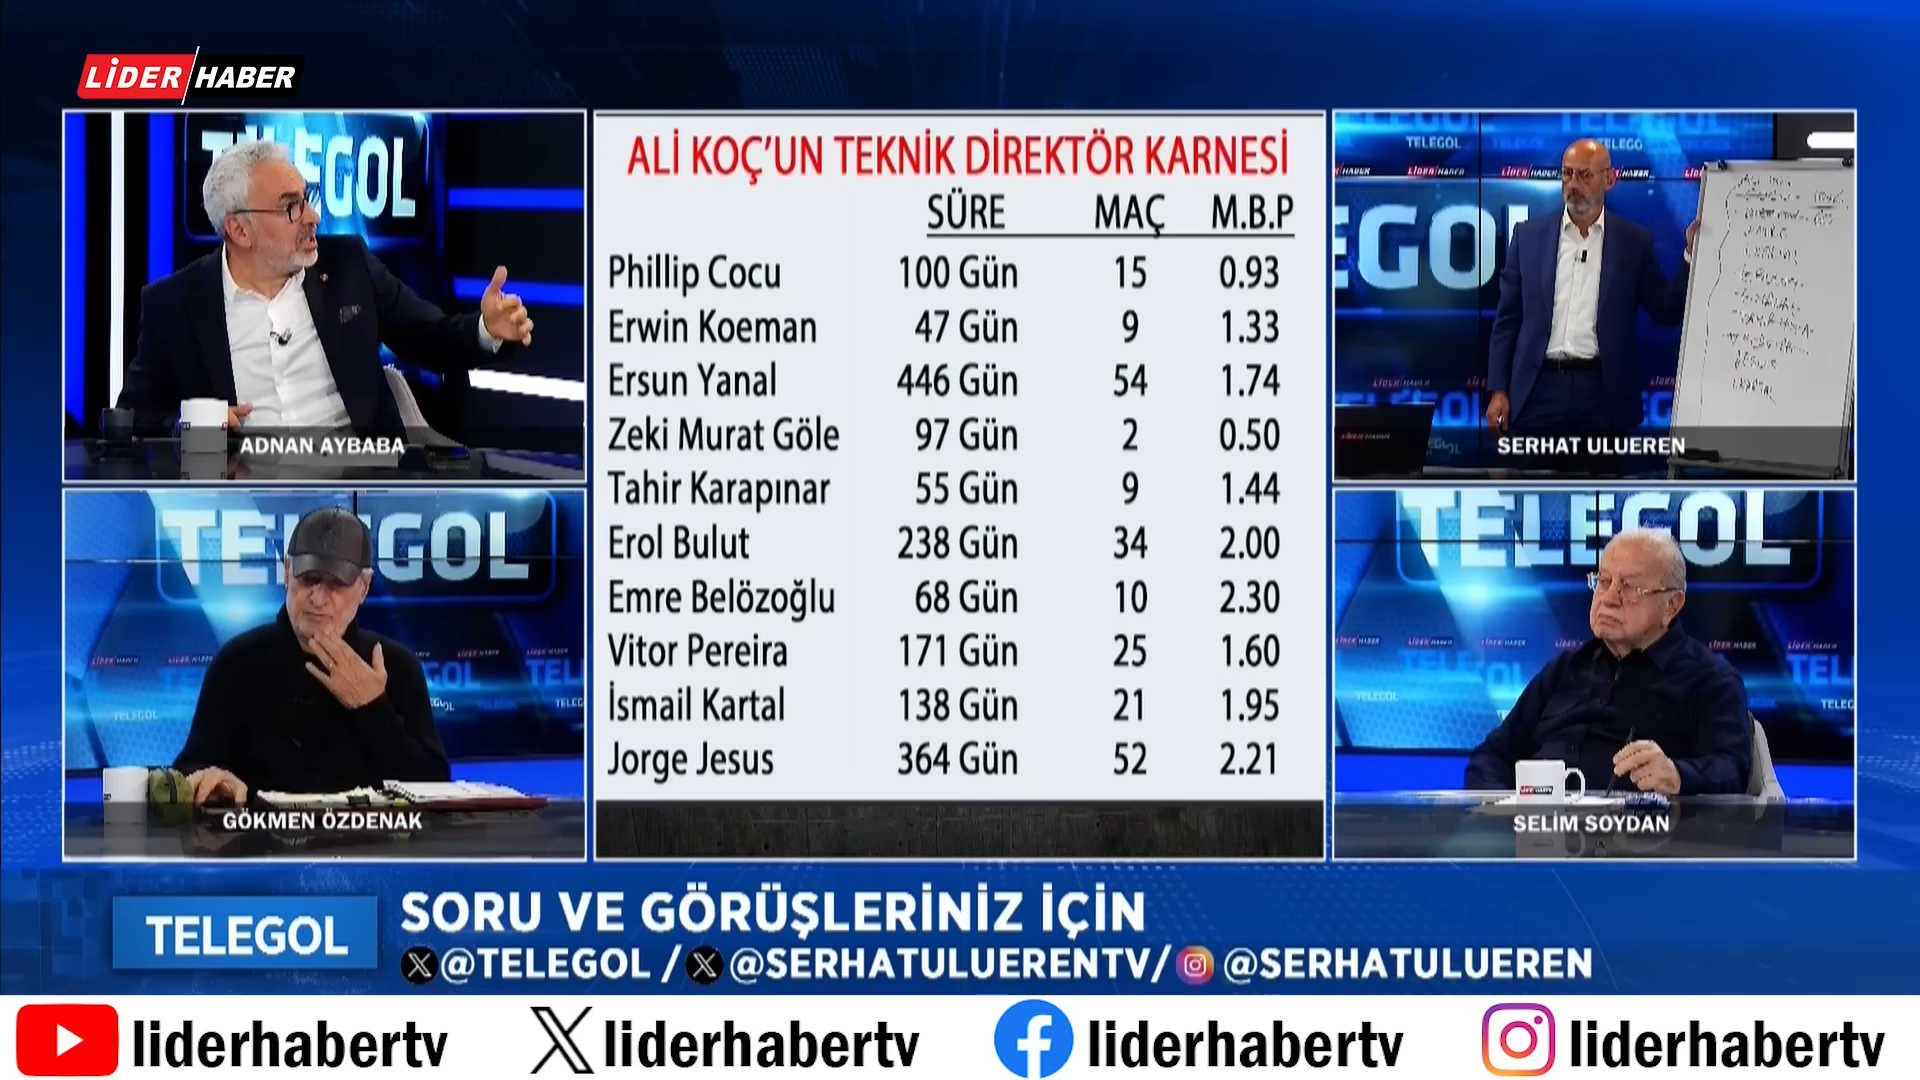 LİDER HABER
TELEGOL
ADNAN AYBABA
ALİ KOÇ’UN TEKNİK DİREKTÖR KARNESİ
SÜRE MAÇ M.B.P
Phillip Cocu 100 Gün 15 0.93
Erwin Koeman 47 Gün 9 1.33
Ersun Yanal 446 Gün 54 1.74
Zeki Murat Göle 97 Gün 2 0.50
Tahir Karapınar 55 Gün 9 1.44
Erol Bulut 238 Gün 34 2.00
Emre Belözoğlu 68 Gün 10 2.30
Vitor Pereira 171 Gün 25 1.60
İsmail Kartal 138 Gün 21 1.95
Jorge Jesus 364 Gün 52 2.21
TELEGOL
SERHAT ULUEREN
TELEGOL
GÖKMEN ÖZDENAK
TELEGOL
SELİM SOYDAN
TELEGOL
SORU VE GÖRÜŞLERİNİZ İÇİN
@TELEGOL / @SERHATULUERENTV/ @SERHATULUEREN
liderhabertv liderhabertv liderhabertv liderhabertv